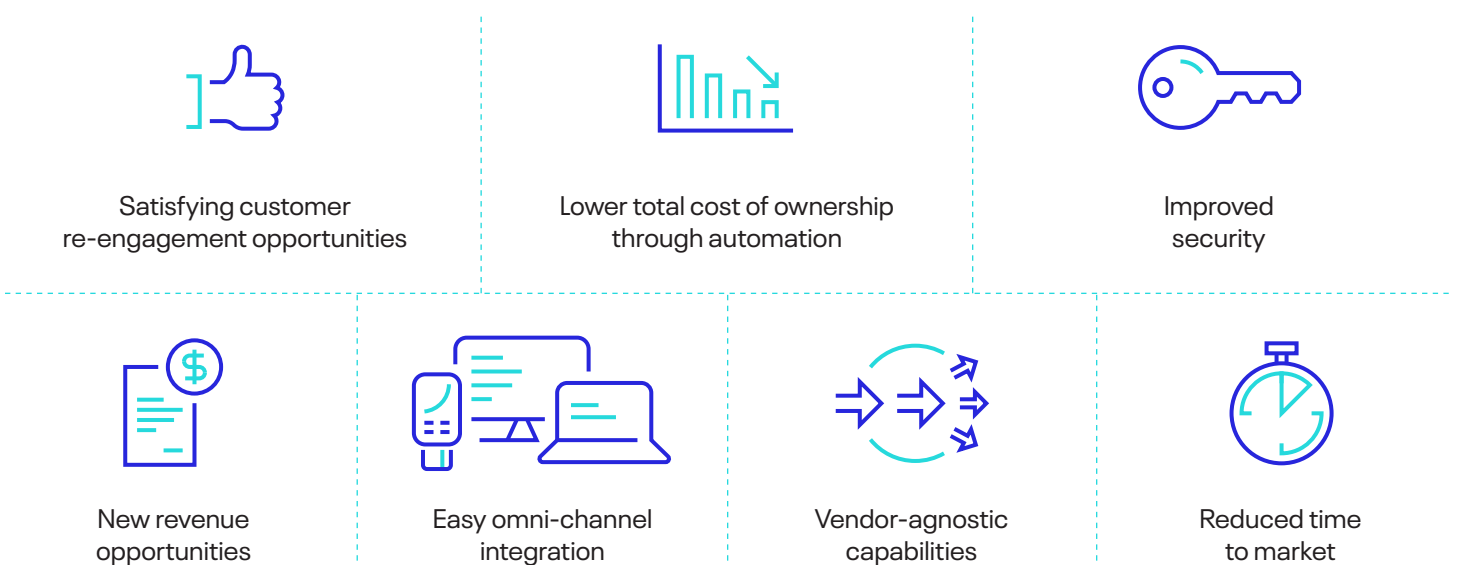 Satisfying customer
re-engagement opportunities
Lower total cost of ownership
through automation
Improved
security
$
New revenue
opportunities
Easy omni-channel
integration
Vendor-agnostic
capabilities
Reduced time
to market